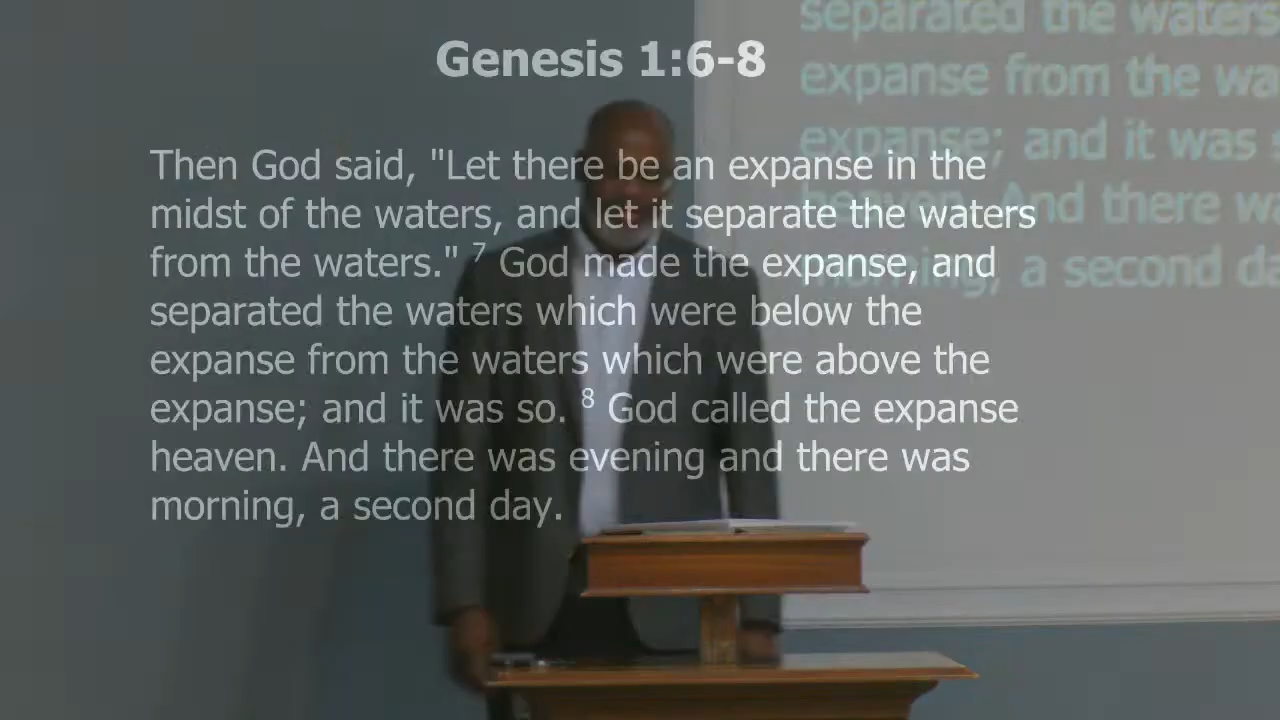 Genesis 1:6-8
Then God said, "Let there be an expanse in the
midst of the waters, and let it separate the waters
from the waters." 7 God made the expanse, and
separated the waters which were below the
expanse from the waters which were above the
expanse; and it was so. 8 God called the expanse
heaven. And there was evening and there was
morning, a second day.
separated the waters
expanse from the wa
expanse; and it was
heaven. And there w
morning, a second da